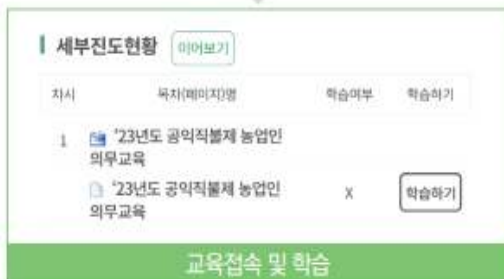 세부진도현황 이어보기
차시 목차(페이지)명 학습여부 학습하기
1 '23년도 공익직불제 농업인
의무교육
'23년도 공익직불제 농업인 X 학습하기
의무교육
교육접속 및 학습